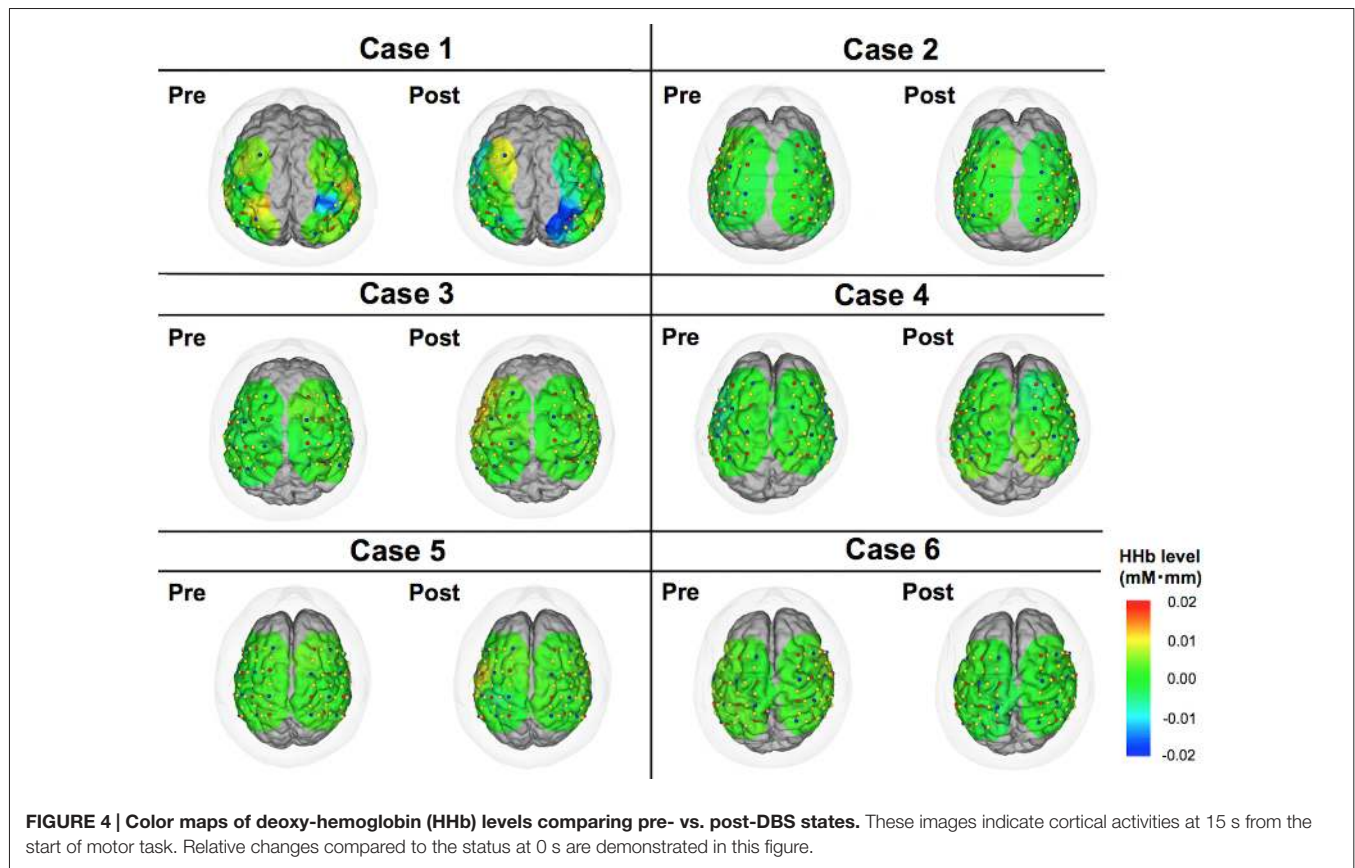 Case 1
Case 2
Pre
Post
Pre
Post
Case 3
Case 4
Pre
Post
Pre
Post
Case 5
Case 6
Pre
Post
Pre
Post
HHb level
(mM·mm)
0.02
0.01
0.00
-0.01
-0.02
FIGURE 4 | Color maps of deoxy-hemoglobin (HHb) levels comparing pre- vs. post-DBS states. These images indicate cortical activities at 15 s from the
start of motor task. Relative changes compared to the status at 0 s are demonstrated in this figure.